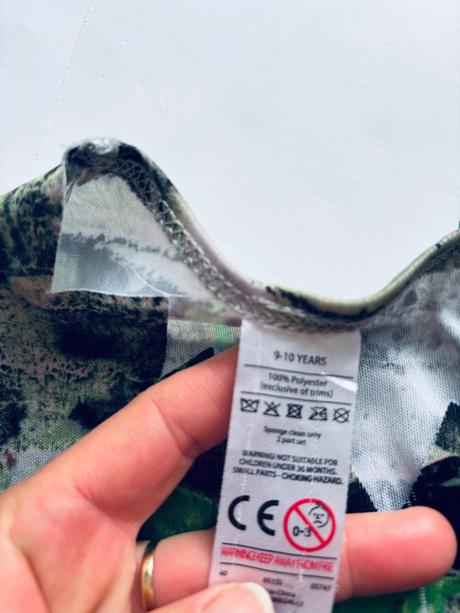 9-10 YEARS
100% Polyester
(exclusive of trims)
Sponge clean only
2 part set
WARNING! NOT SUITABLE FOR
CHILDREN UNDER 36 MONTHS.
SMALL PARTS - CHOKING HAZARD.
CE
0-3
WARNING! KEEP AWAY FROM FIRE